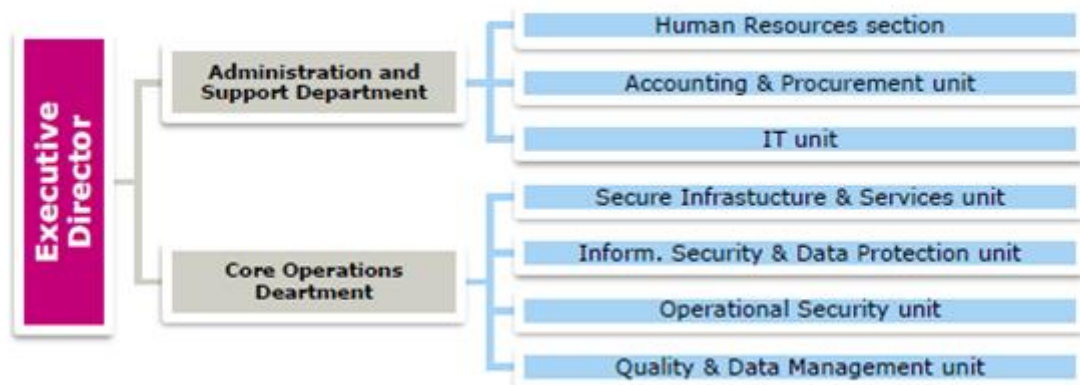 Executive
Director
Administration and
Support Department
Human Resources section
Accounting & Procurement unit
IT unit
Core Operations
Deartment
Secure Infrastucture & Services unit
Inform. Security & Data Protection unit
Operational Security unit
Quality & Data Management unit